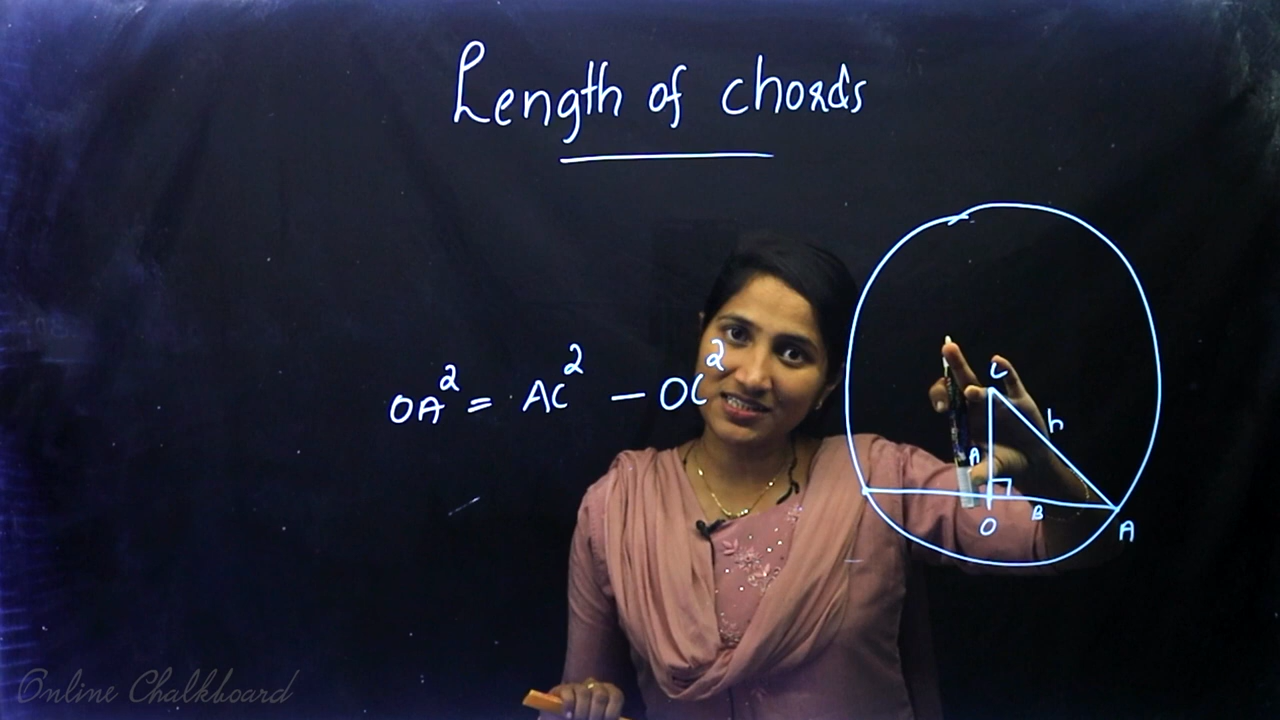 Length of chords
OA² = AC² – OC²
C
h
A
B
O
A
Online Chalkboard